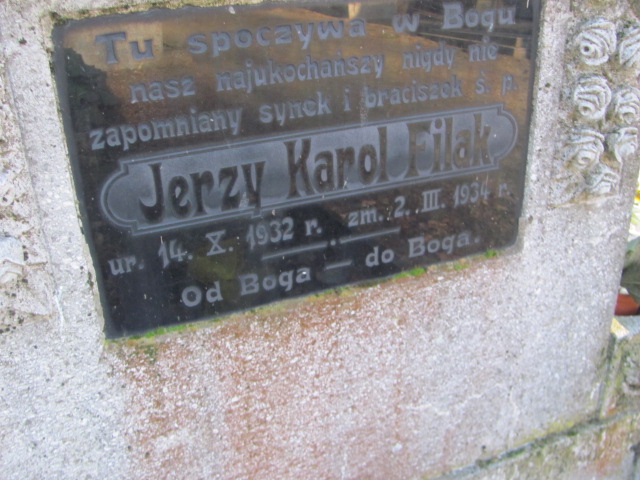 Tu spoczywa w Bogu
nasz najukochańszy nigdy nie
zapomniany synek i braciszek ś. p.
Jerzy Karol Filak
ur. 14. X. 1932 r. zm. 2. III. 1934 r.
Od Boga — do Boga.